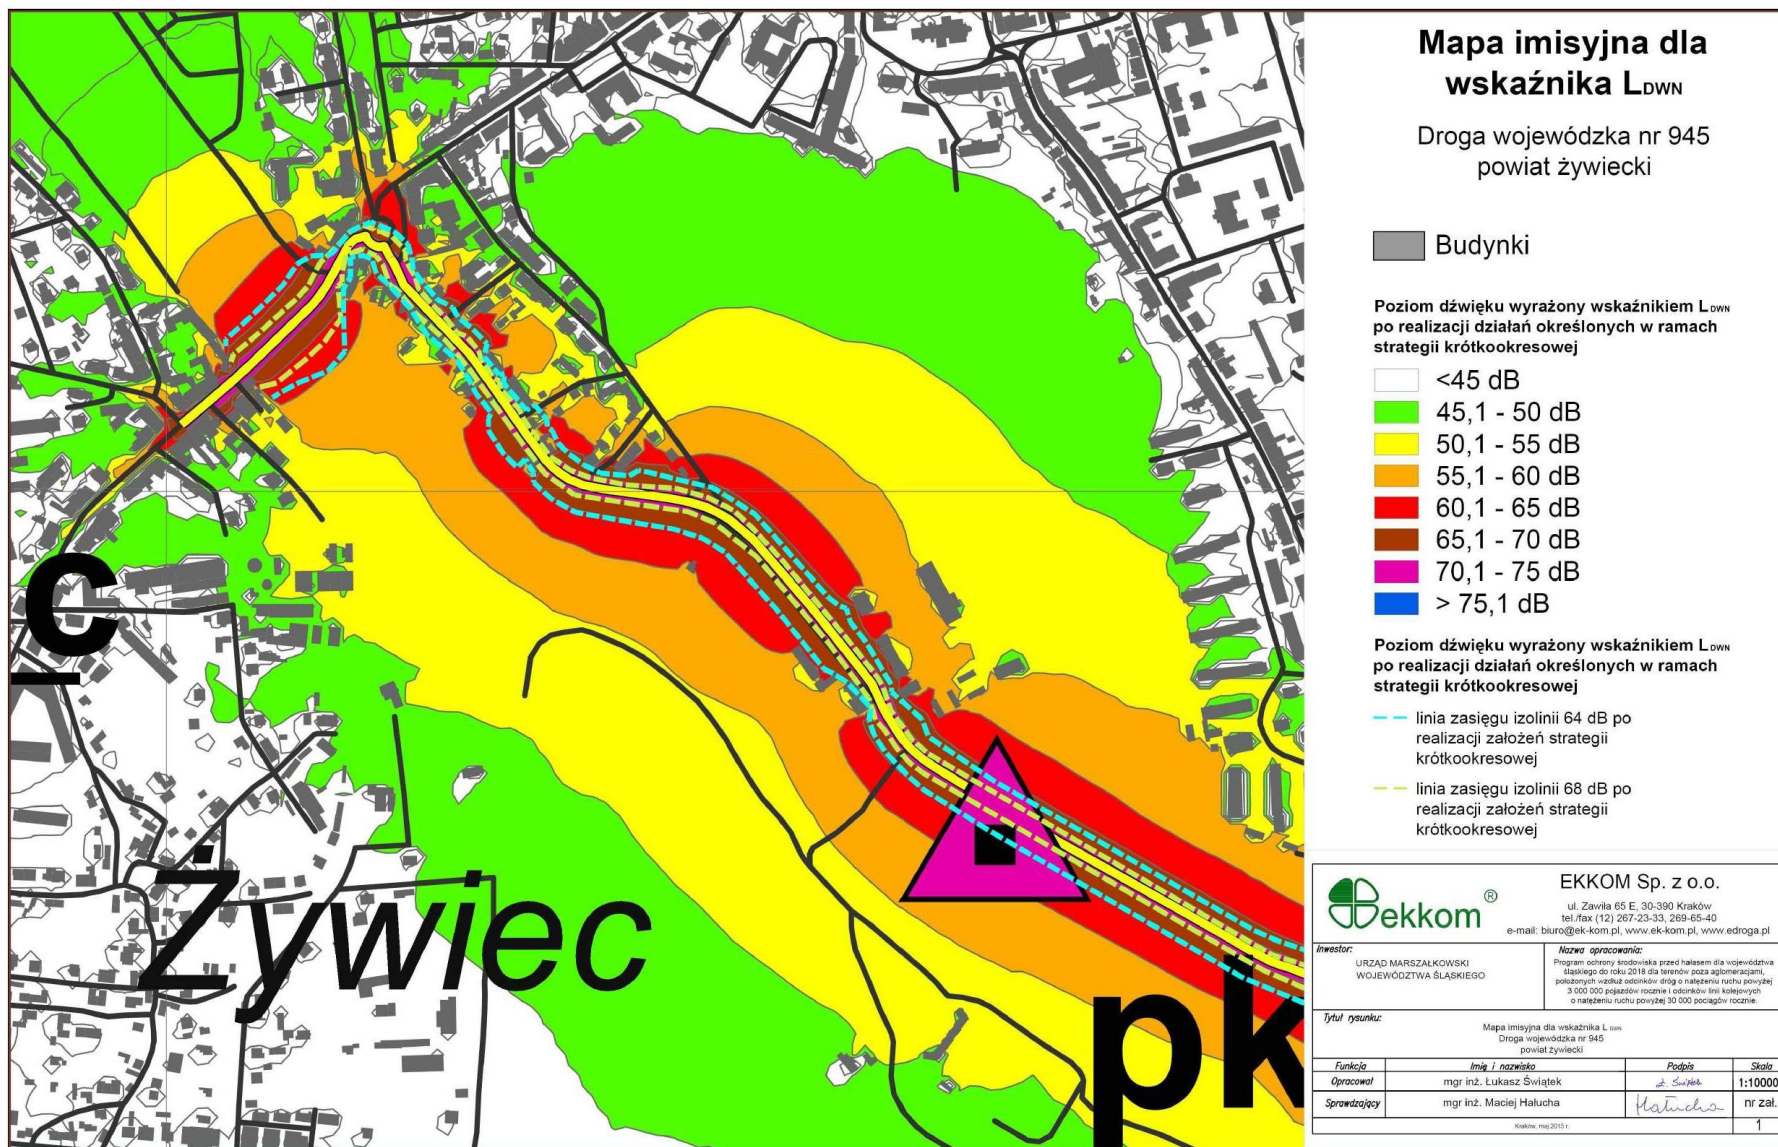 Mapa imisyjna dla
wskaźnika LDWN
Droga wojewódzka nr 945
powiat żywiecki
Budynki
Poziom dźwięku wyrażony wskaźnikiem LDWN
po realizacji działań określonych w ramach
strategii krótkookresowej
<45 dB
45,1 - 50 dB
50,1 - 55 dB
55,1 - 60 dB
60,1 - 65 dB
65,1 - 70 dB
70,1 - 75 dB
> 75,1 dB
Poziom dźwięku wyrażony wskaźnikiem LDWN
po realizacji działań określonych w ramach
strategii krótkookresowej
linia zasięgu izolinii 64 dB po
realizacji założeń strategii
krótkookresowej
linia zasięgu izolinii 68 dB po
realizacji założeń strategii
krótkookresowej
c
Żywiec
pk
ekkom®
EKKOM Sp. z o.o.
ul. Zawiła 65 E, 30-390 Kraków
tel./fax (12) 267-23-33, 269-65-40
e-mail: biuro@ek-kom.pl, www.ek-kom.pl, www.edroga.pl
Inwestor:
URZĄD MARSZAŁKOWSKI
WOJEWÓDZTWA ŚLĄSKIEGO
Nazwa opracowania:
Program ochrony środowiska przed hałasem dla województwa
śląskiego do roku 2018 dla terenów poza aglomeracjami,
położonych wzdłuż odcinków dróg o natężeniu ruchu powyżej
3 000 000 pojazdów rocznie i odcinków linii kolejowych
o natężeniu ruchu powyżej 30 000 pociągów rocznie.
Tytuł rysunku:
Mapa imisyjna dla wskaźnika L DWN
Droga wojewódzka nr 945
powiat żywiecki
Funkcja Imię i nazwisko Podpis Skala
Opracował mgr inż. Łukasz Świątek Ł. Świątek 1:10000
Sprawdzający mgr inż. Maciej Hałucha Hałucha nr zał.
Kraków, maj 2015 r. 1